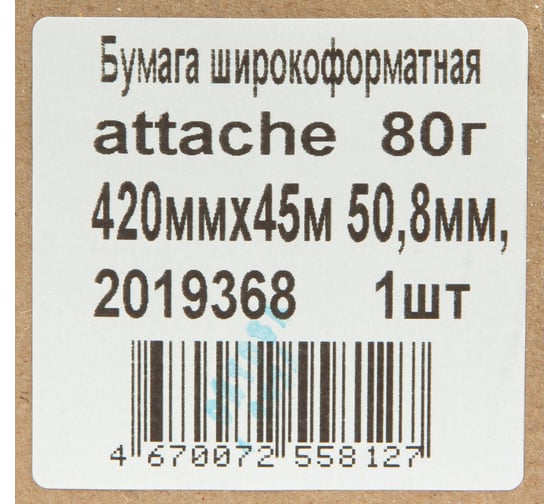 Бумага широкоформатная
attache 80г
420ммх45м 50,8мм,
2019368 1шт
4 670072 558127